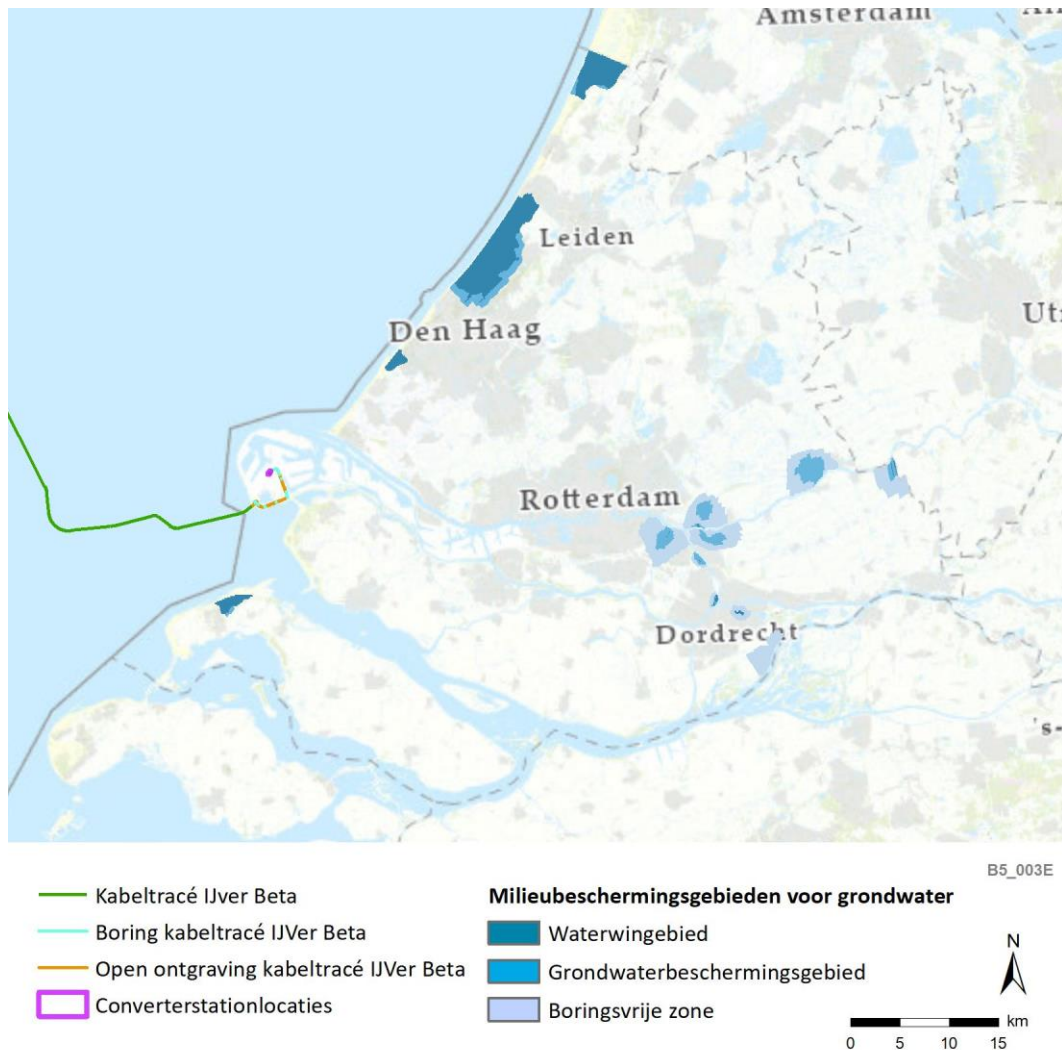 Amsterdam
Leiden
Den Haag
Rotterdam
Dordrecht
B5_003E
Kabeltracé IJver Beta
Boring kabeltracé IJVer Beta
Open ontgraving kabeltracé IJVer Beta
Converterstationlocaties
Milieubeschermingsgebieden voor grondwater
Waterwingebied
Grondwaterbeschermingsgebied
Boringsvrije zone
N
km
0 5 10 15